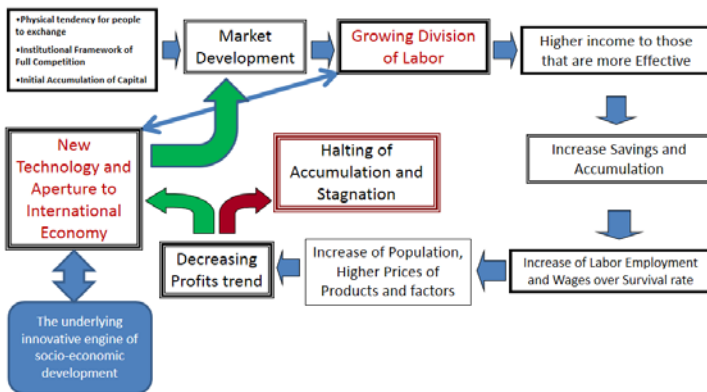 •Physical tendency for people
to exchange
•Institutional Framework of
Full Competition
•Initial Accumulation of Capital
Market
Development
Growing Division
of Labor
Higher income to those
that are more Effective
New
Technology and
Aperture to
International
Economy
Halting of
Accumulation and
Stagnation
Increase Savings and
Accumulation
Decreasing
Profits trend
Increase of Population,
Higher Prices of
Products and factors
Increase of Labor Employment
and Wages over Survival rate
The underlying
innovative engine of
socio-economic
development